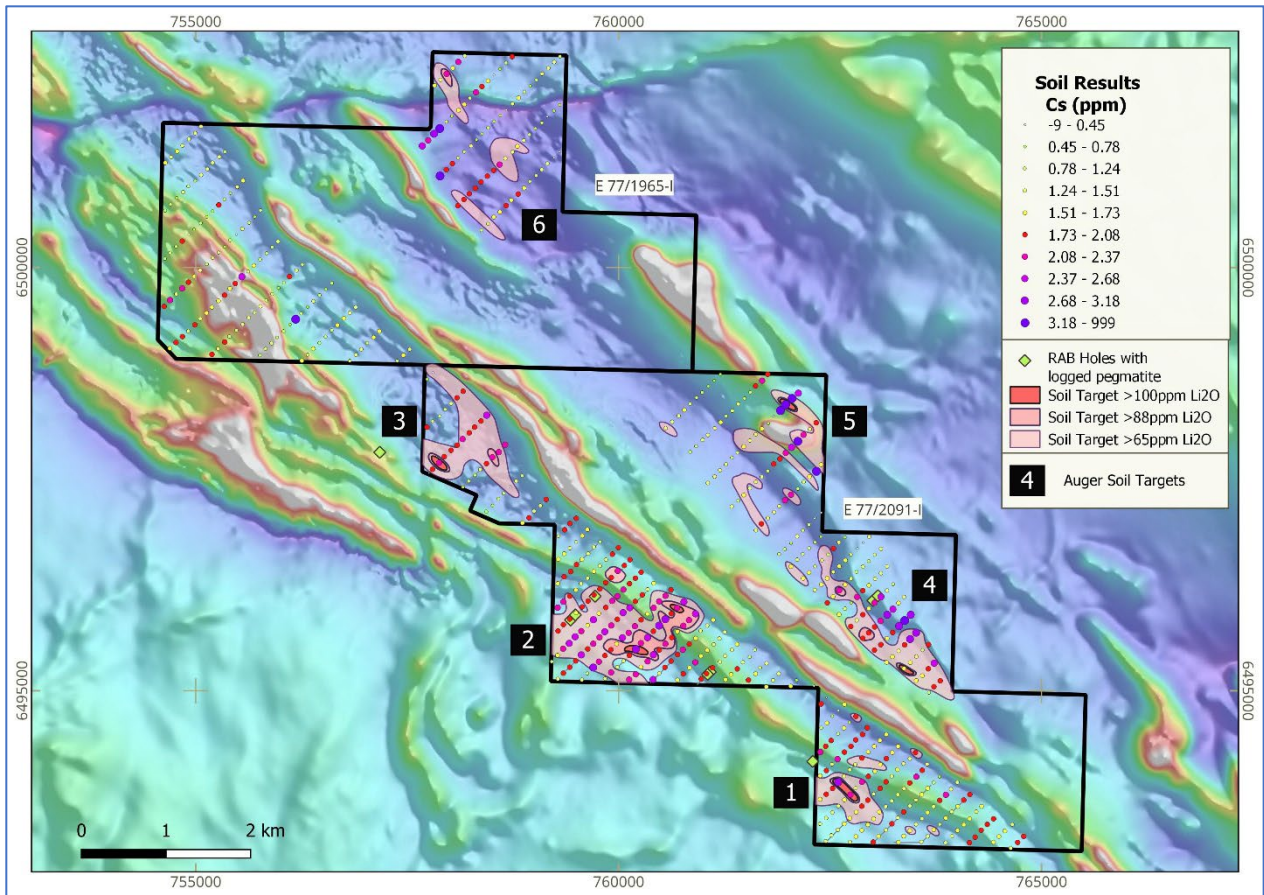 755000
760000
765000
Soil Results
Cs (ppm)
-9 - 0.45
0.45 - 0.78
0.78 - 1.24
1.24 - 1.51
1.51 - 1.73
1.73 - 2.08
2.08 - 2.37
2.37 - 2.68
2.68 - 3.18
3.18 - 999
RAB Holes with
logged pegmatite
Soil Target >100ppm Li2O
Soil Target >88ppm Li2O
Soil Target >65ppm Li2O
4 Auger Soil Targets
E 77/1965-I
6
6500000
6500000
3
5
E 77/2091-I
4
2
6495000
6495000
1
0 1 2 km
755000
760000
765000